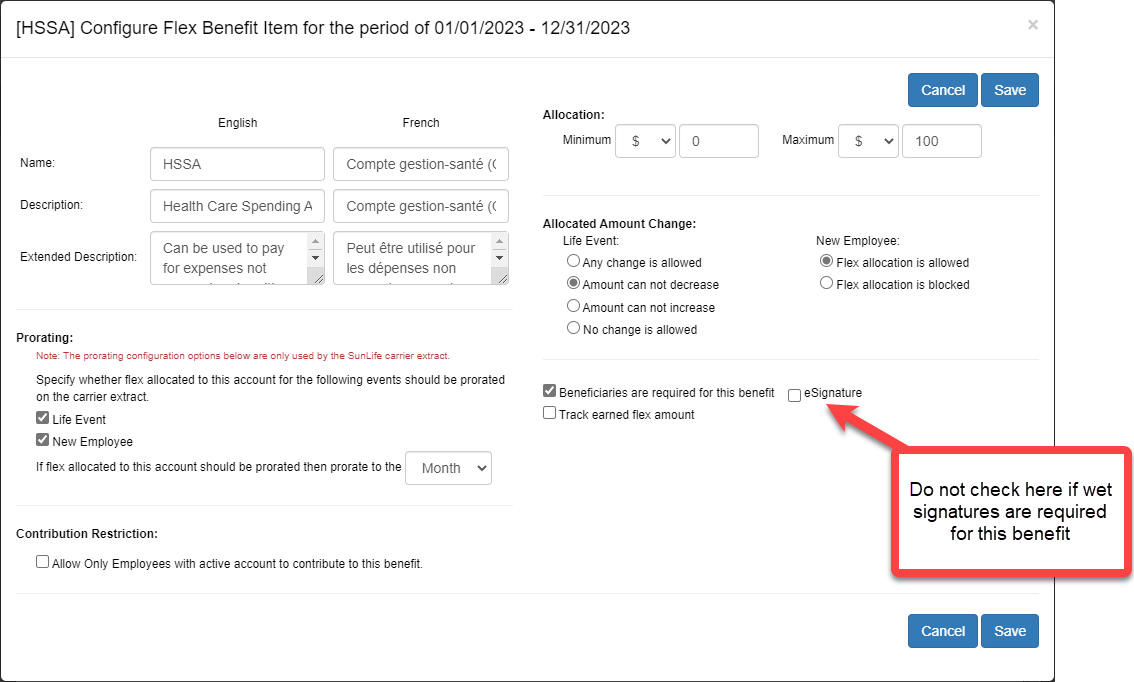 [HSSA] Configure Flex Benefit Item for the period of 01/01/2023 - 12/31/2023
×
Cancel Save
English French
Name: HSSA Compte gestion-santé (
Description: Health Care Spending A Compte gestion-santé (
Extended Description: Can be used to pay
for expenses not
Peut être utilisé pour
les dépenses non
Prorating:
Note: The prorating configuration options below are only used by the SunLife carrier extract.
Specify whether flex allocated to this account for the following events should be prorated
on the carrier extract.
Life Event
New Employee
If flex allocated to this account should be prorated then prorate to the Month
Contribution Restriction:
Allow Only Employees with active account to contribute to this benefit.
Allocation:
Minimum $ 0 Maximum $ 100
Allocated Amount Change:
Life Event:
Any change is allowed
Amount can not decrease
Amount can not increase
No change is allowed
New Employee:
Flex allocation is allowed
Flex allocation is blocked
Beneficiaries are required for this benefit eSignature
Track earned flex amount
Do not check here if wet
signatures are required
for this benefit
Cancel Save